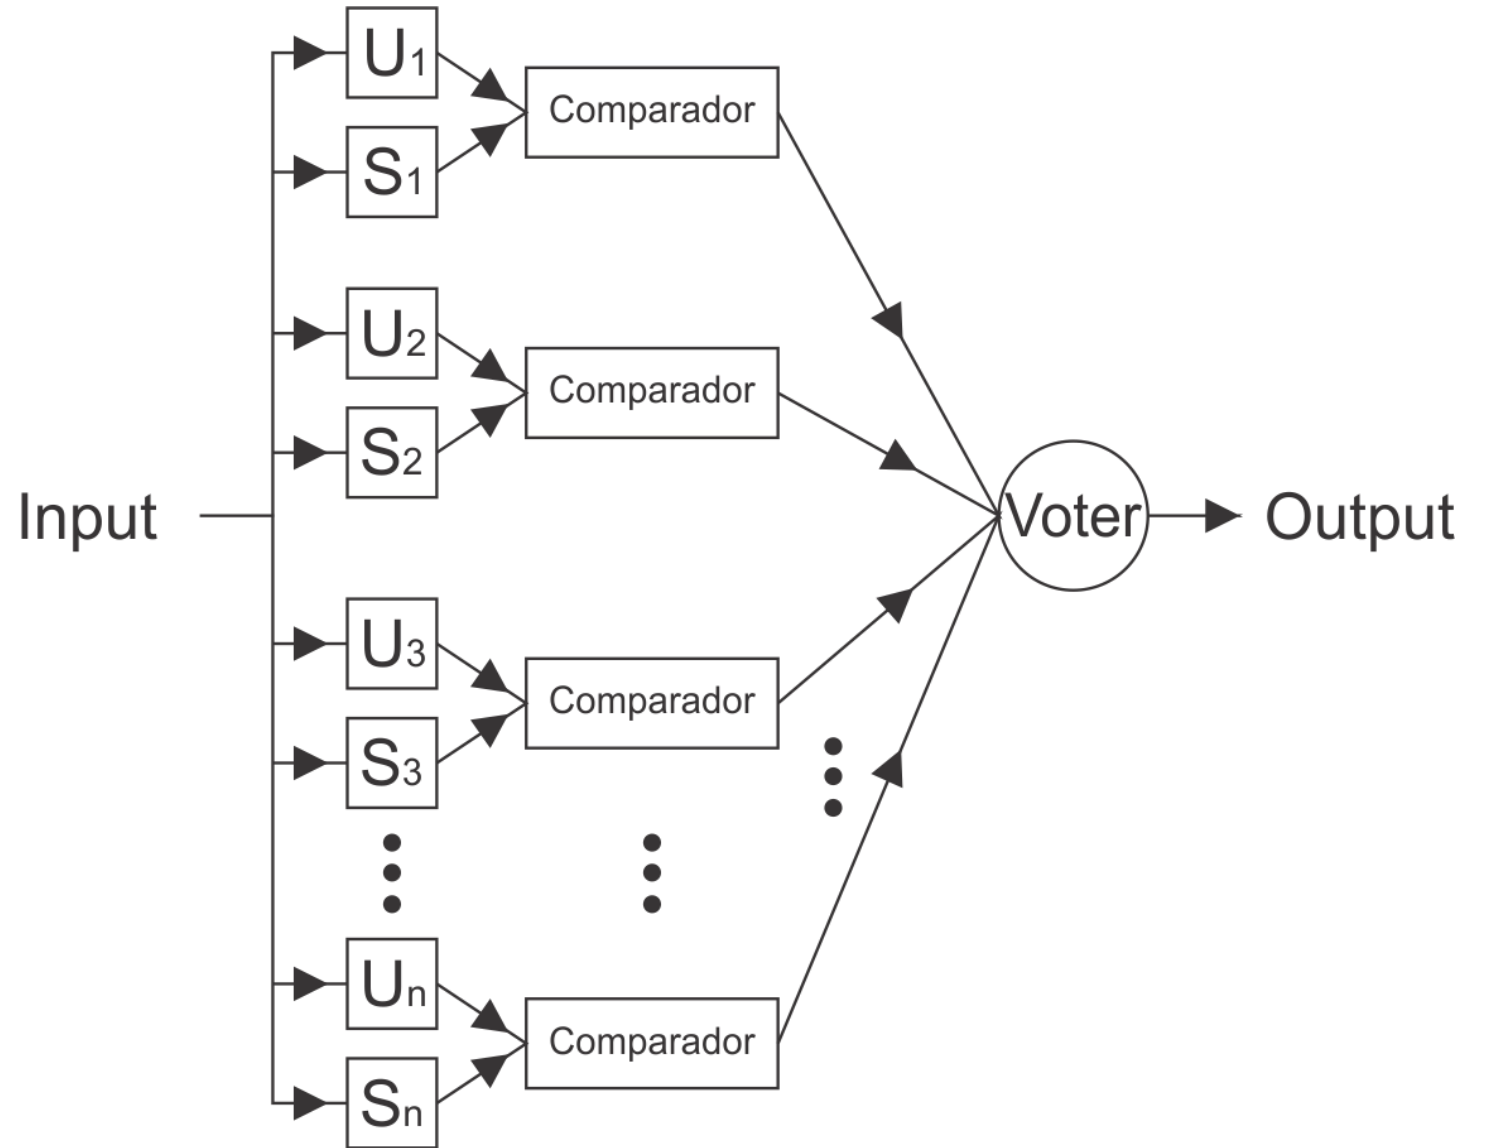 U1
Comparador
S1
U2
Comparador
S2
Input
Voter
Output
U3
Comparador
S3
Un
Comparador
Sn